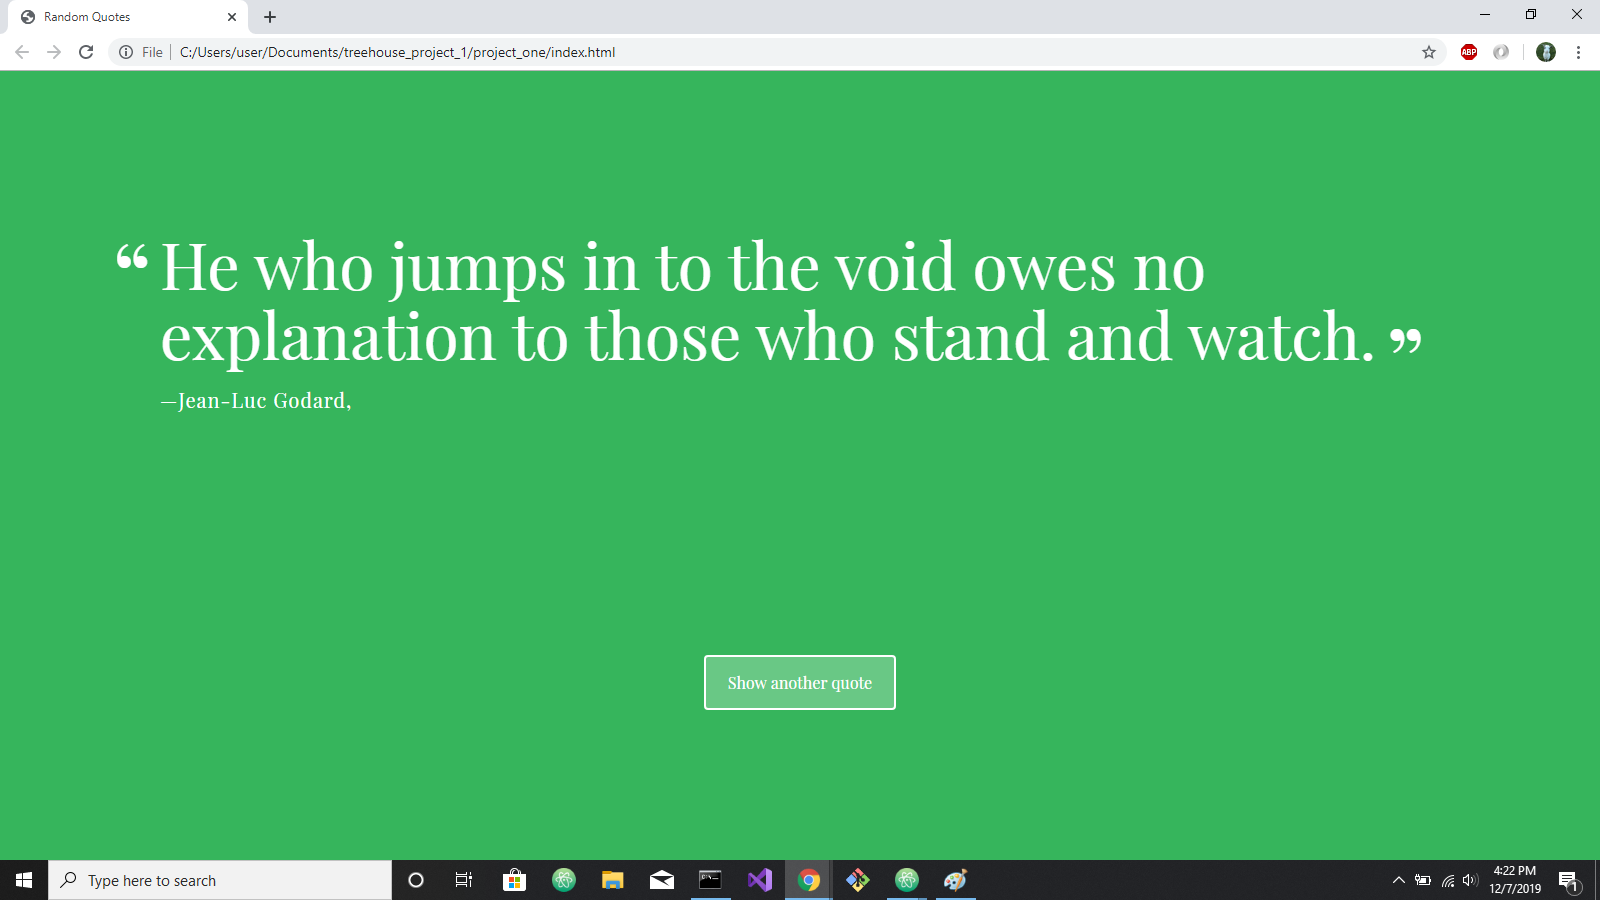 Random Quotes
File
C:/Users/user/Documents/treehouse_project_1/project_one/index.html
ABP
“ He who jumps in to the void owes no
explanation to those who stand and watch. ”
—Jean-Luc Godard,
Show another quote
Type here to search
4:22 PM
12/7/2019
1